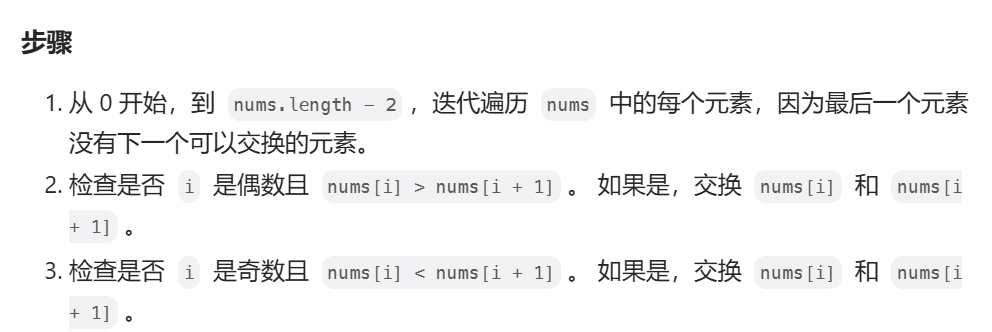 步骤
1. 从 0 开始，到 nums.length - 2 ，迭代遍历 nums 中的每个元素，因为最后一个元素
没有下一个可以交换的元素。
2. 检查是否 i 是偶数且 nums[i] > nums[i + 1] 。 如果是，交换 nums[i] 和 nums[i
+ 1] 。
3. 检查是否 i 是奇数且 nums[i] < nums[i + 1] 。 如果是，交换 nums[i] 和 nums[i
+ 1] 。